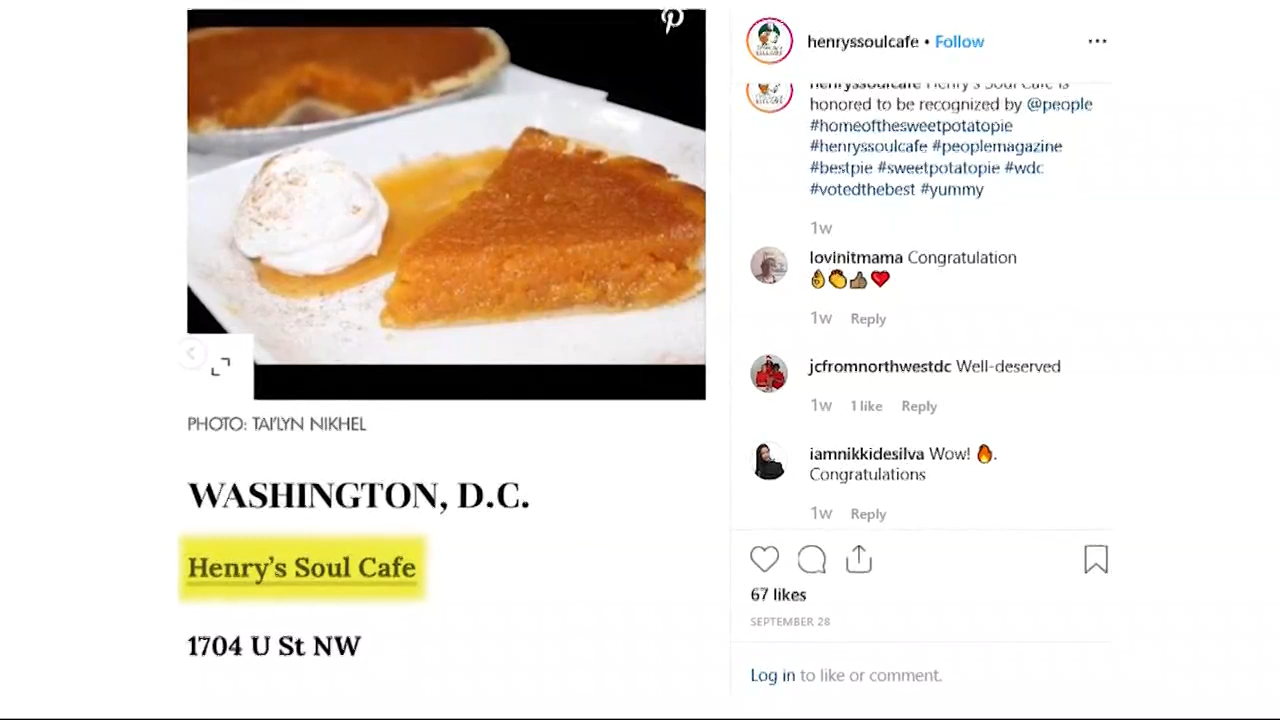 PHOTO: TAI'LYN NIKHEL
WASHINGTON, D.C.
Henry's Soul Cafe
1704 U St NW
henryssoulcafe • Follow
henryssoulcafe Henry's Soul Cafe is
honored to be recognized by @people
#homeofthesweetpotatopie
#henryssoulcafe #peoplemagazine
#bestpie #sweetpotatopie #wdc
#votedthebest #yummy
1w
lovinitmama Congratulation
👌👏👍❤️
1w Reply
jcfromnorthwestdc Well-deserved
1w 1 like Reply
iamnikkidesilva Wow! 🔥.
Congratulations
1w Reply
67 likes
SEPTEMBER 28
Log in to like or comment.